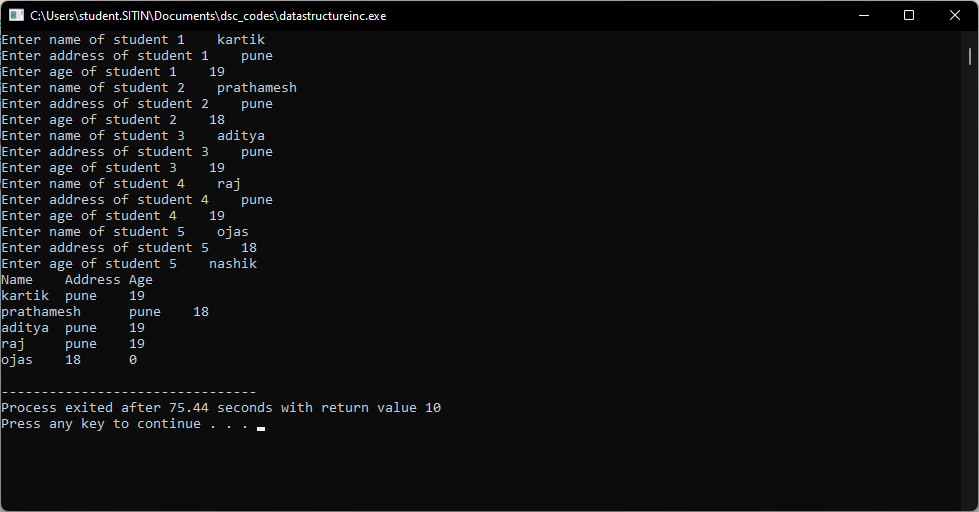 C:\Users\student.SITIN\Documents\dsc_codes\datastructureinc.exe
Enter name of student 1    kartik
Enter address of student 1    pune
Enter age of student 1    19
Enter name of student 2    prathamesh
Enter address of student 2    pune
Enter age of student 2    18
Enter name of student 3    aditya
Enter address of student 3    pune
Enter age of student 3    19
Enter name of student 4    raj
Enter address of student 4    pune
Enter age of student 4    19
Enter name of student 5    ojas
Enter address of student 5    18
Enter age of student 5    nashik
Name    Address Age
kartik  pune    19
prathamesh      pune    18
aditya  pune    19
raj     pune    19
ojas    18      0
--------------------------------
Process exited after 75.44 seconds with return value 10
Press any key to continue . . .